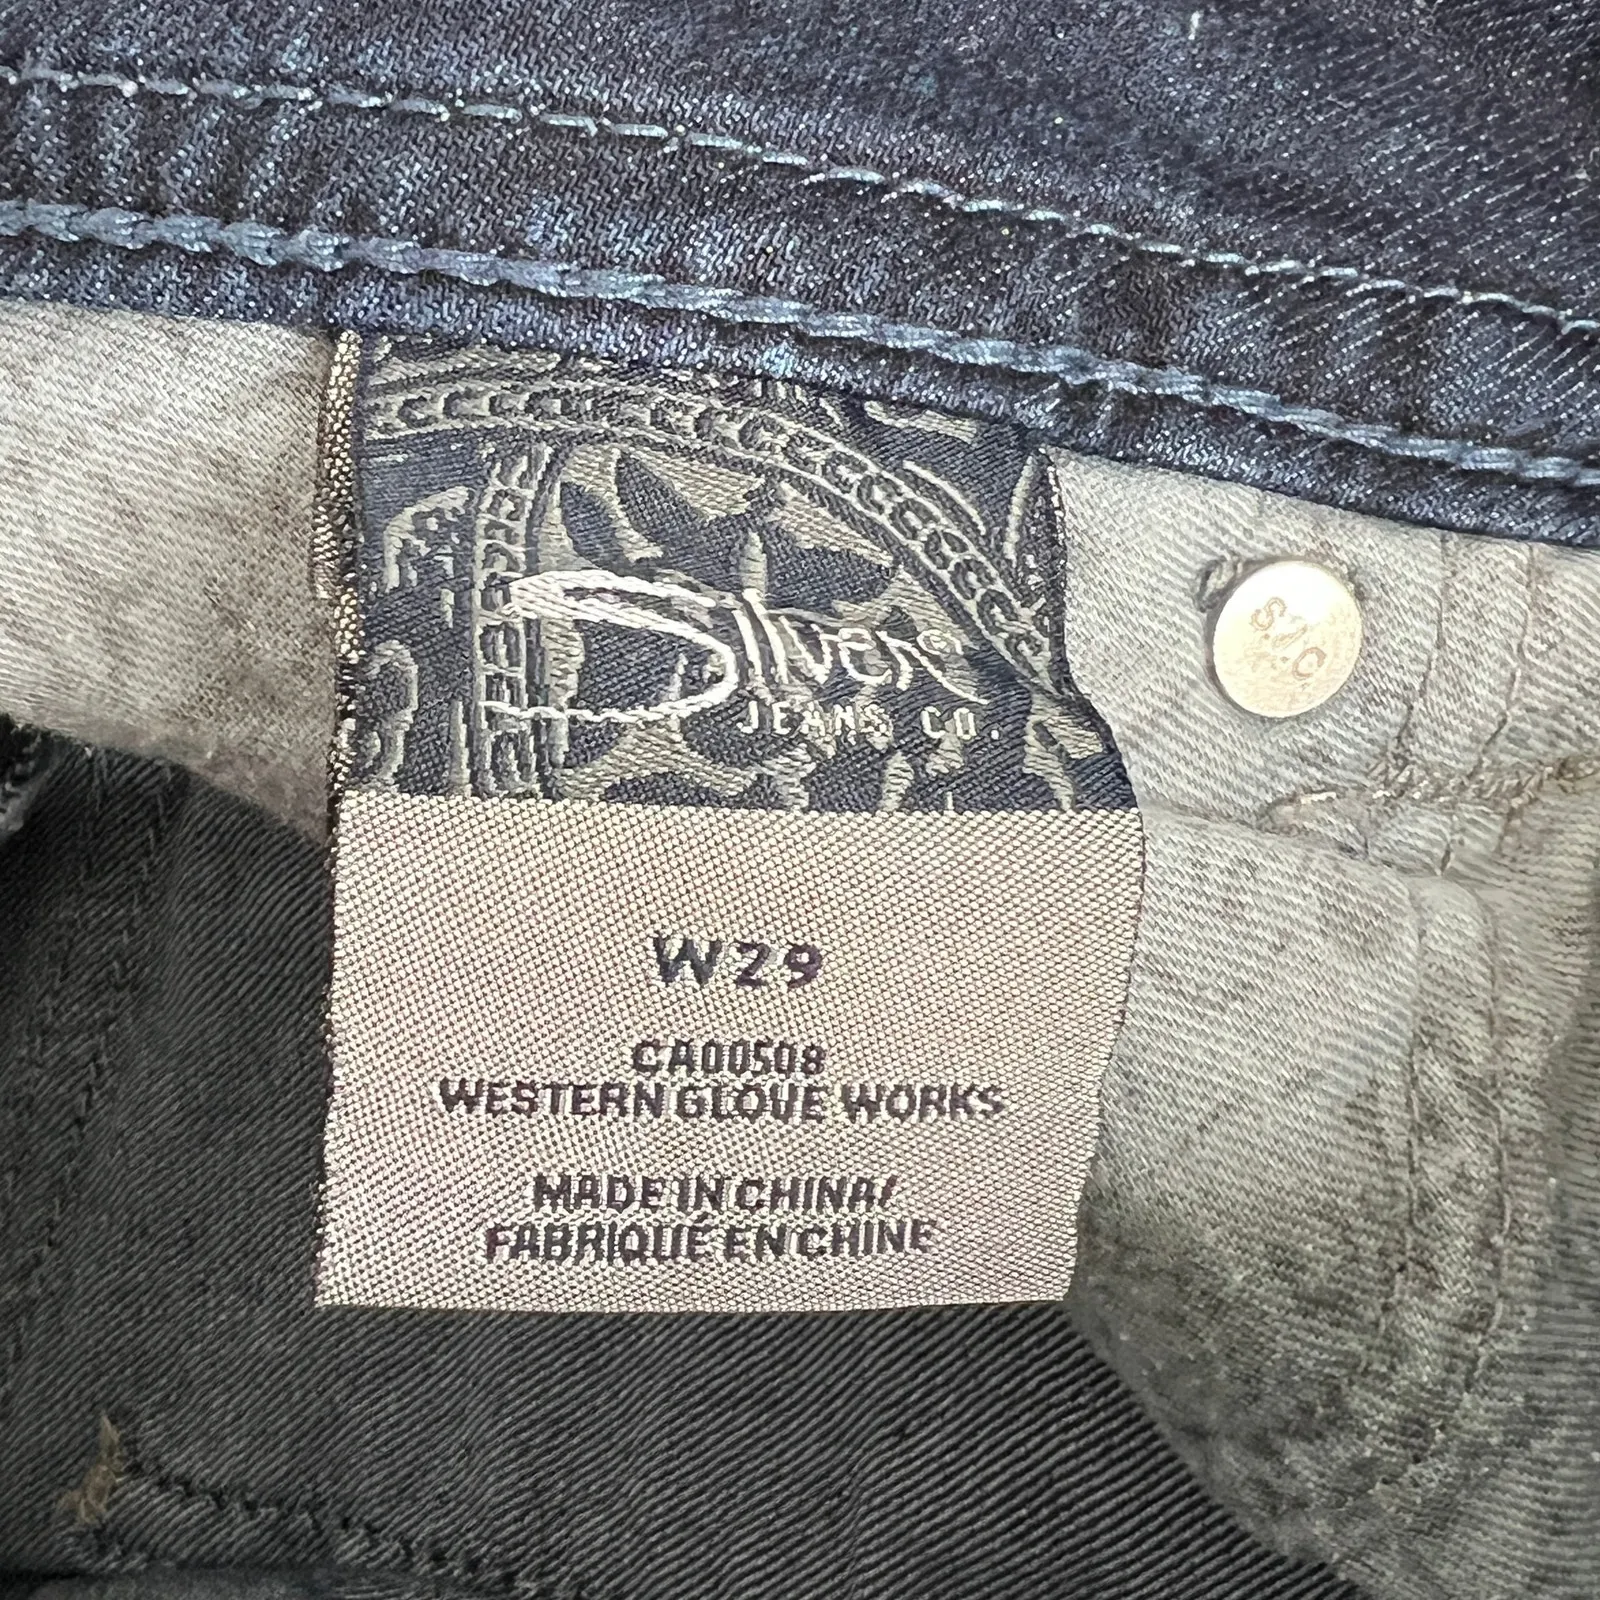 Silver
JEANS CO.
S.J.C.
W29
CA00508
WESTERN GLOVE WORKS
MADE IN CHINA/
FABRIQUÉ EN CHINE